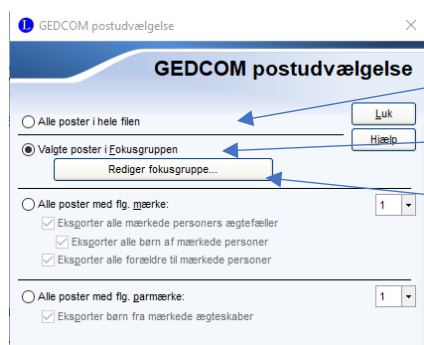 L GEDCOM postudvælgelse
GEDCOM postudvælgelse
Alle poster i hele filen
Luk
Valgte poster i Fokusgruppen
Hjælp
Rediger fokusgruppe...
Alle poster med flg. mærke:
1
Eksporter alle mærkede personers ægtefæller
Eksporter alle børn af mærkede personer
Eksporter alle forældre til mærkede personer
Alle poster med flg. parmærke:
1
Eksporter børn fra mærkede ægteskaber